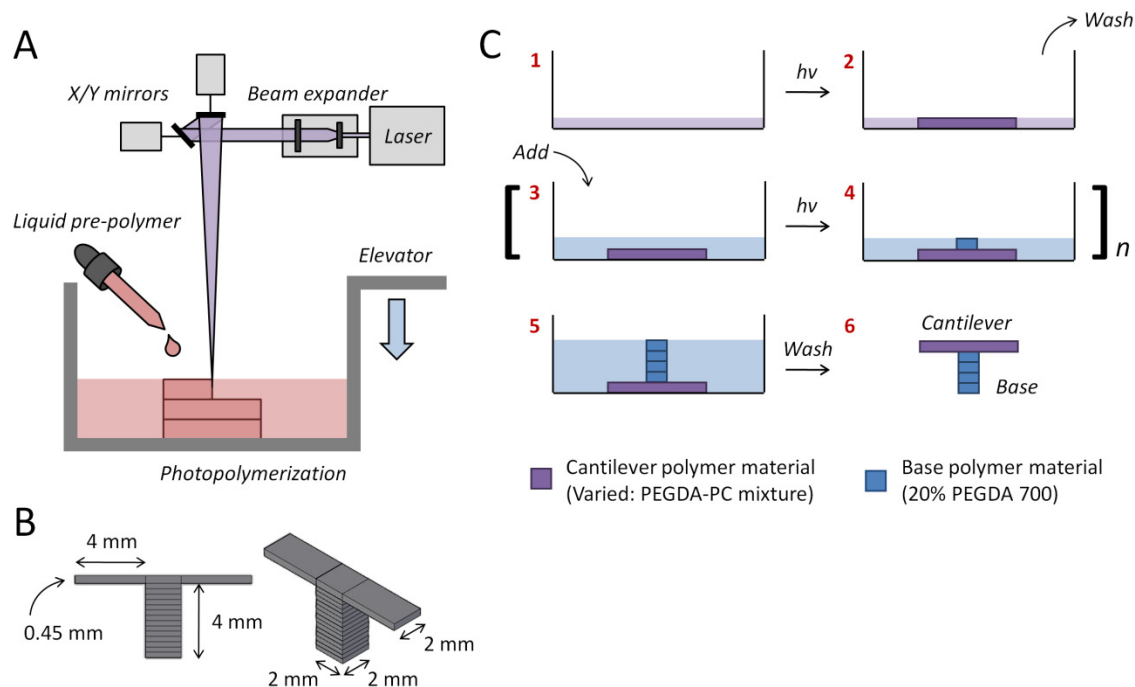 A
X/Y mirrors
Beam expander
Laser
Liquid pre-polymer
Elevator
Photopolymerization
B
4 mm
0.45 mm
4 mm
2 mm
2 mm
2 mm
C
1
hv
2
Wash
Add
3
hv
4
n
5
Wash
6
Cantilever
Base
Cantilever polymer material
(Varied: PEGDA-PC mixture)
Base polymer material
(20% PEGDA 700)